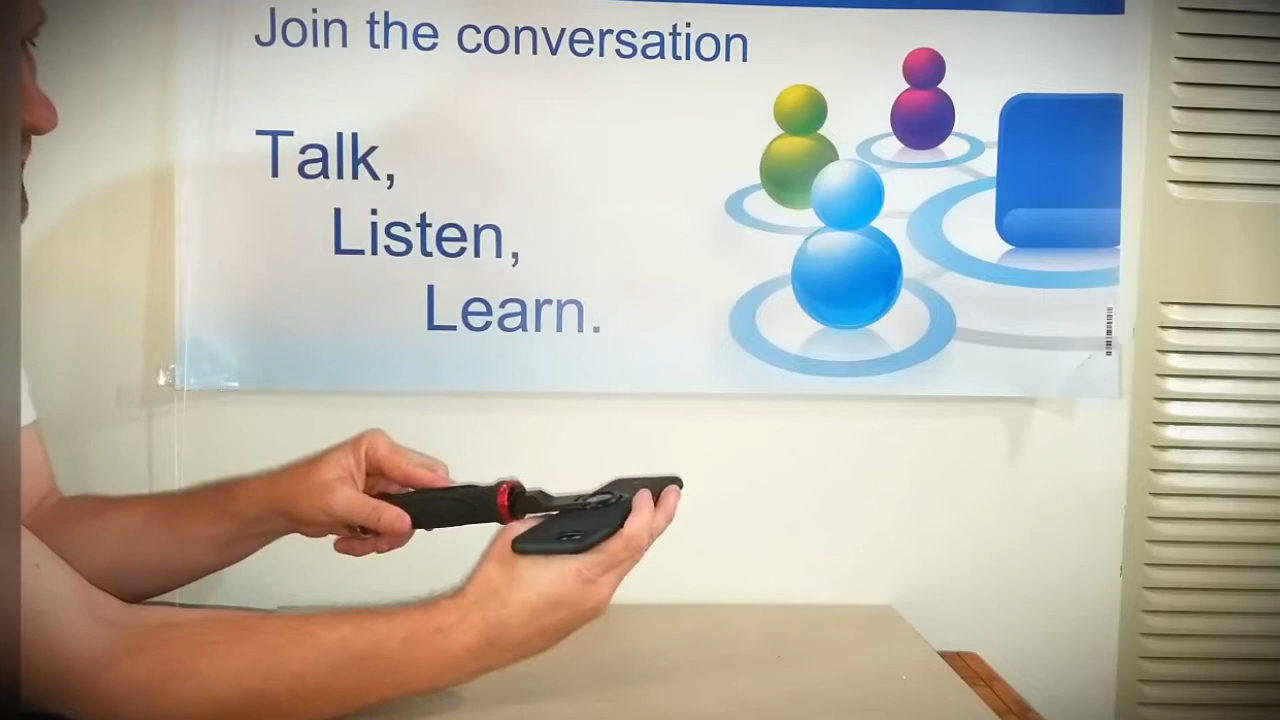 Join the conversation
Talk,
Listen,
Learn.